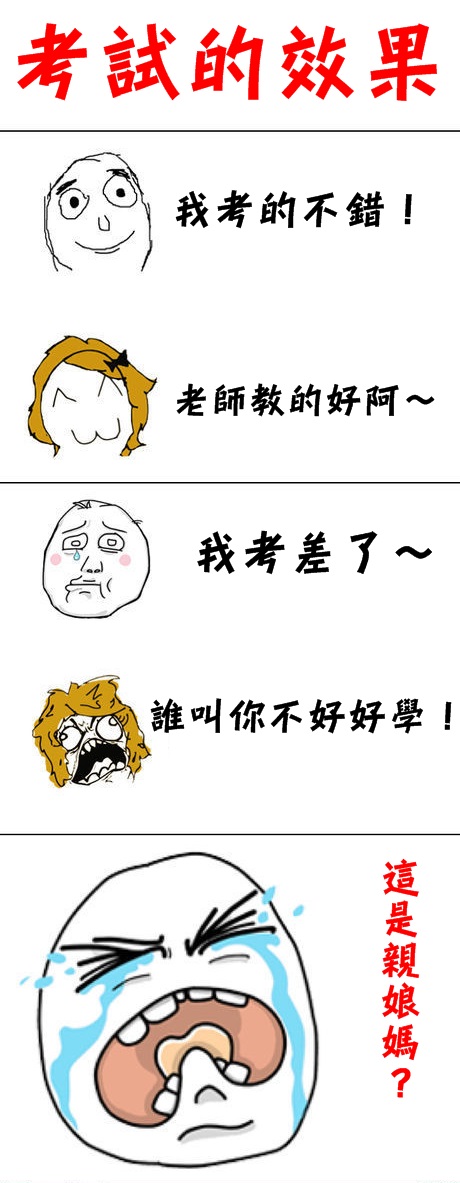 考試的效果
我考的不錯！
老師教的好阿～
我考差了～
誰叫你不好好學！
這是親娘媽？